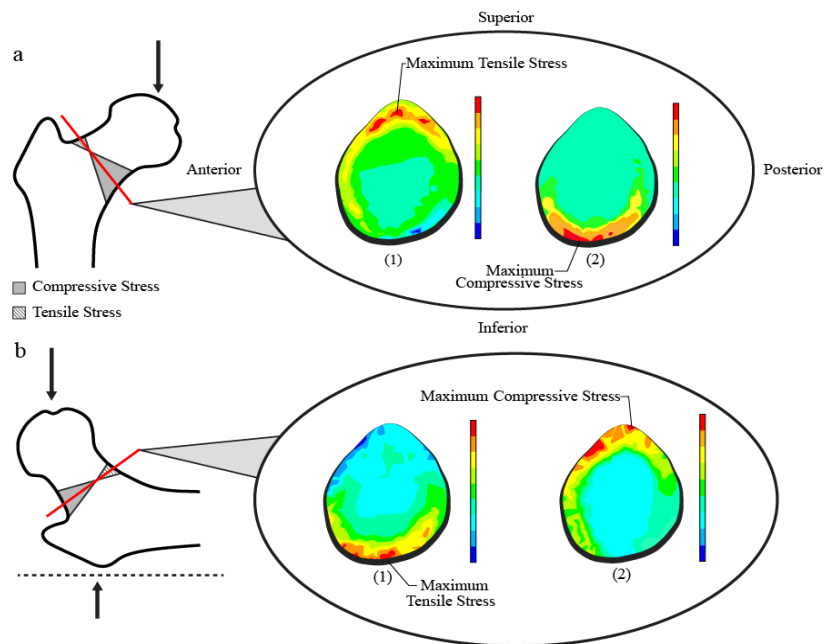 a
Superior
Maximum Tensile Stress
Anterior
Posterior
(1)
(2)
Maximum
Compressive Stress
Compressive Stress
Tensile Stress
Inferior
b
Maximum Compressive Stress
(1)
(2)
Maximum
Tensile Stress